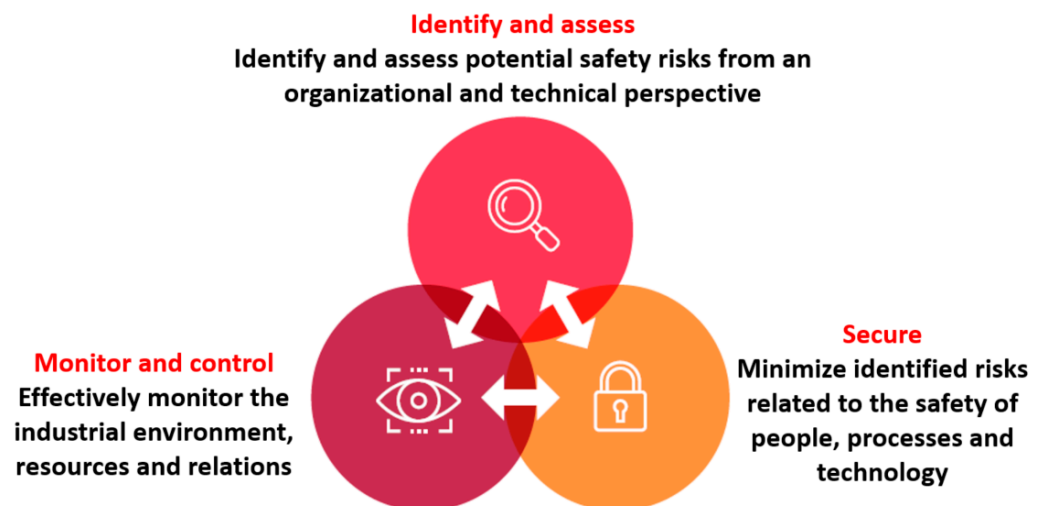 Identify and assess
Identify and assess potential safety risks from an
organizational and technical perspective
Monitor and control
Effectively monitor the
industrial environment,
resources and relations
Secure
Minimize identified risks
related to the safety of
people, processes and
technology